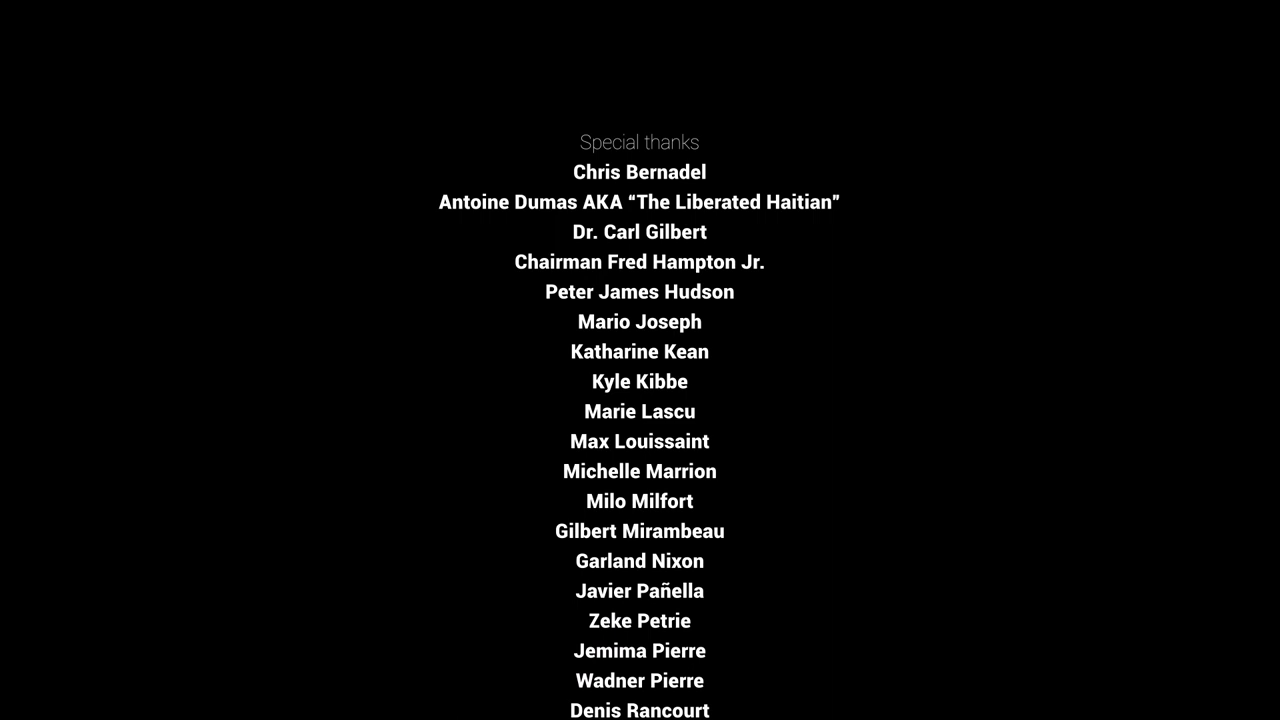 Special thanks
Chris Bernadel
Antoine Dumas AKA “The Liberated Haitian”
Dr. Carl Gilbert
Chairman Fred Hampton Jr.
Peter James Hudson
Mario Joseph
Katharine Kean
Kyle Kibbe
Marie Lascu
Max Louissaint
Michelle Marrion
Milo Milfort
Gilbert Mirambeau
Garland Nixon
Javier Pañella
Zeke Petrie
Jemima Pierre
Wadner Pierre
Denis Rancourt